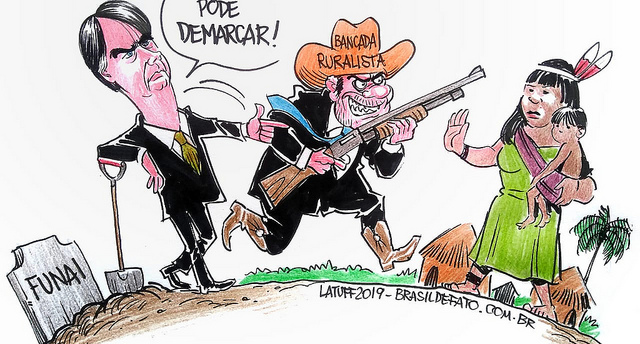 PODE
DEMARCAR!
BANCADA
RURALISTA
FUNAI
LATUFF2019-BRASILDEFATO.COM.BR